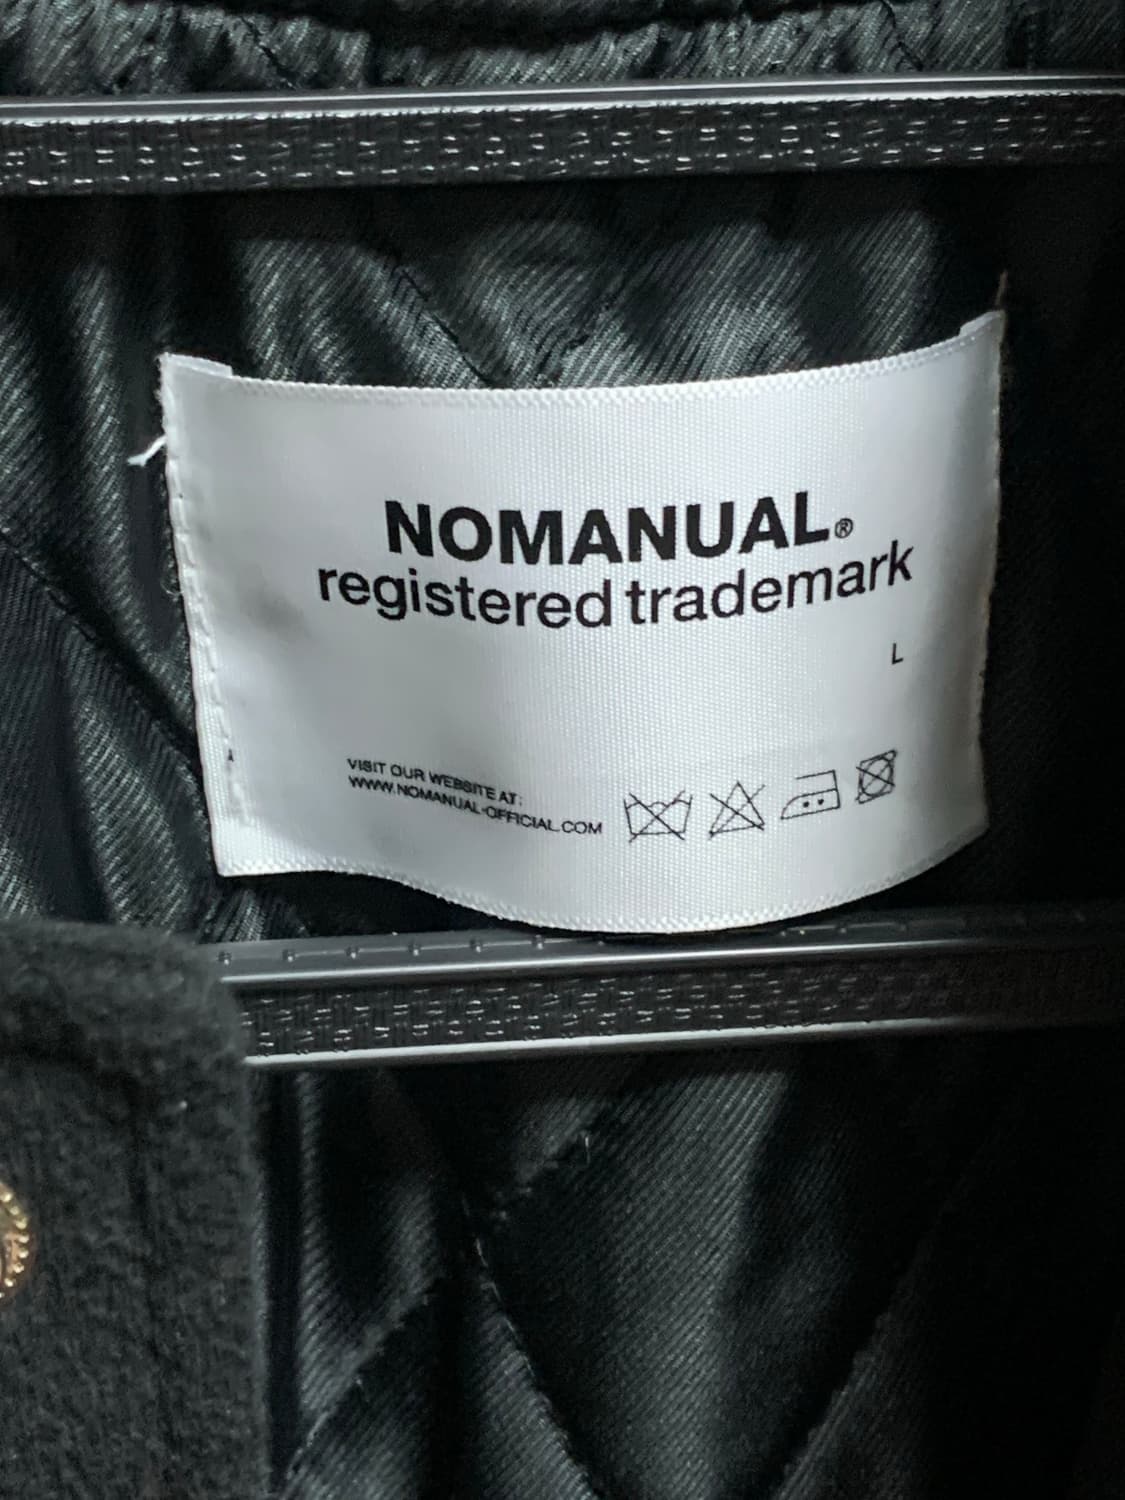 NOMANUAL®
registered trademark
L
VISIT OUR WEBSITE AT:
WWW.NOMANUAL-OFFICIAL.COM